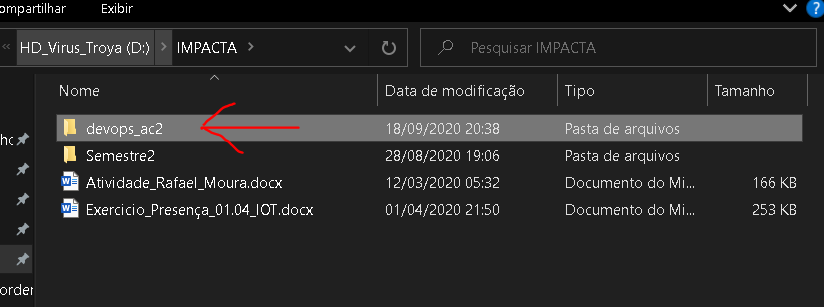 ompartilhar Exibir
« HD_Virus_Troya (D:) > IMPACTA > Pesquisar IMPACTA
Nome Data de modificação Tipo Tamanho
devops_ac2 18/09/2020 20:38 Pasta de arquivos
Semestre2 28/08/2020 19:06 Pasta de arquivos
Atividade_Rafael_Moura.docx 12/03/2020 05:32 Documento do Mi... 166 KB
Exercicio_Presença_01.04_IOT.docx 01/04/2020 21:50 Documento do Mi... 253 KB